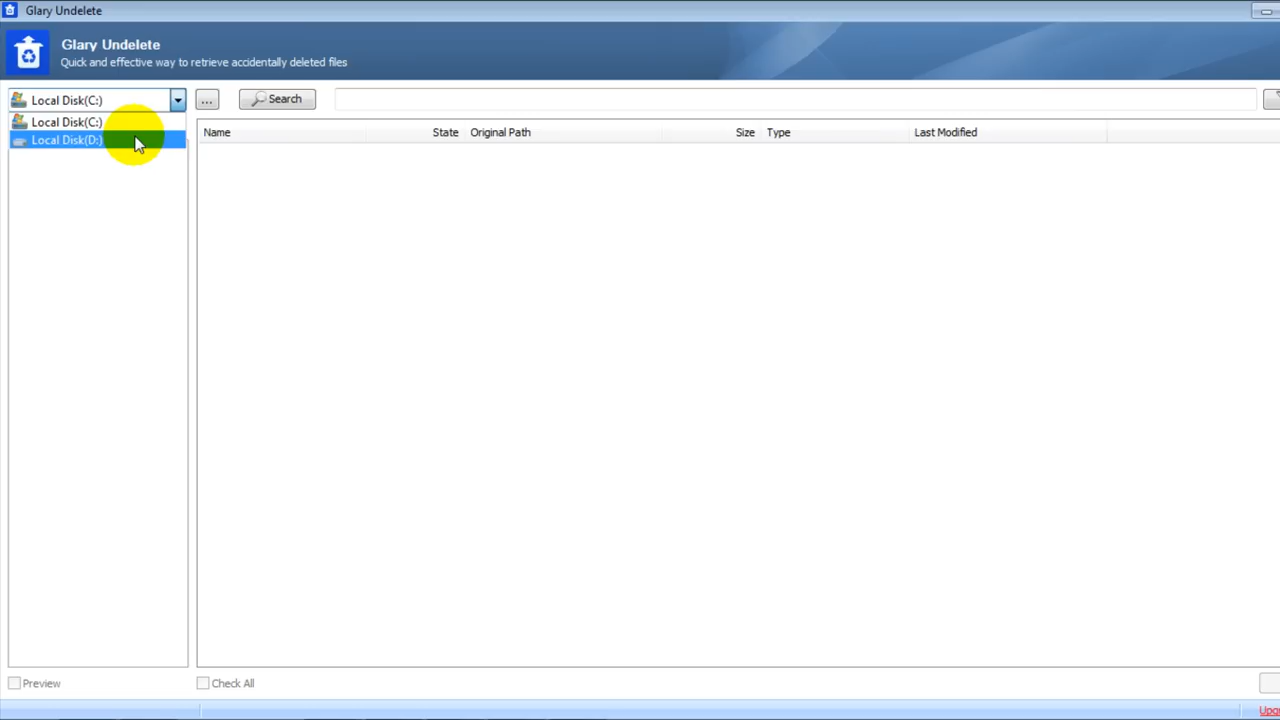 Glary Undelete
Glary Undelete
Quick and effective way to retrieve accidentally deleted files
Local Disk(C:) ... Search
Local Disk(C:)
Local Disk(D:)
Name State Original Path Size Type Last Modified
Preview Check All